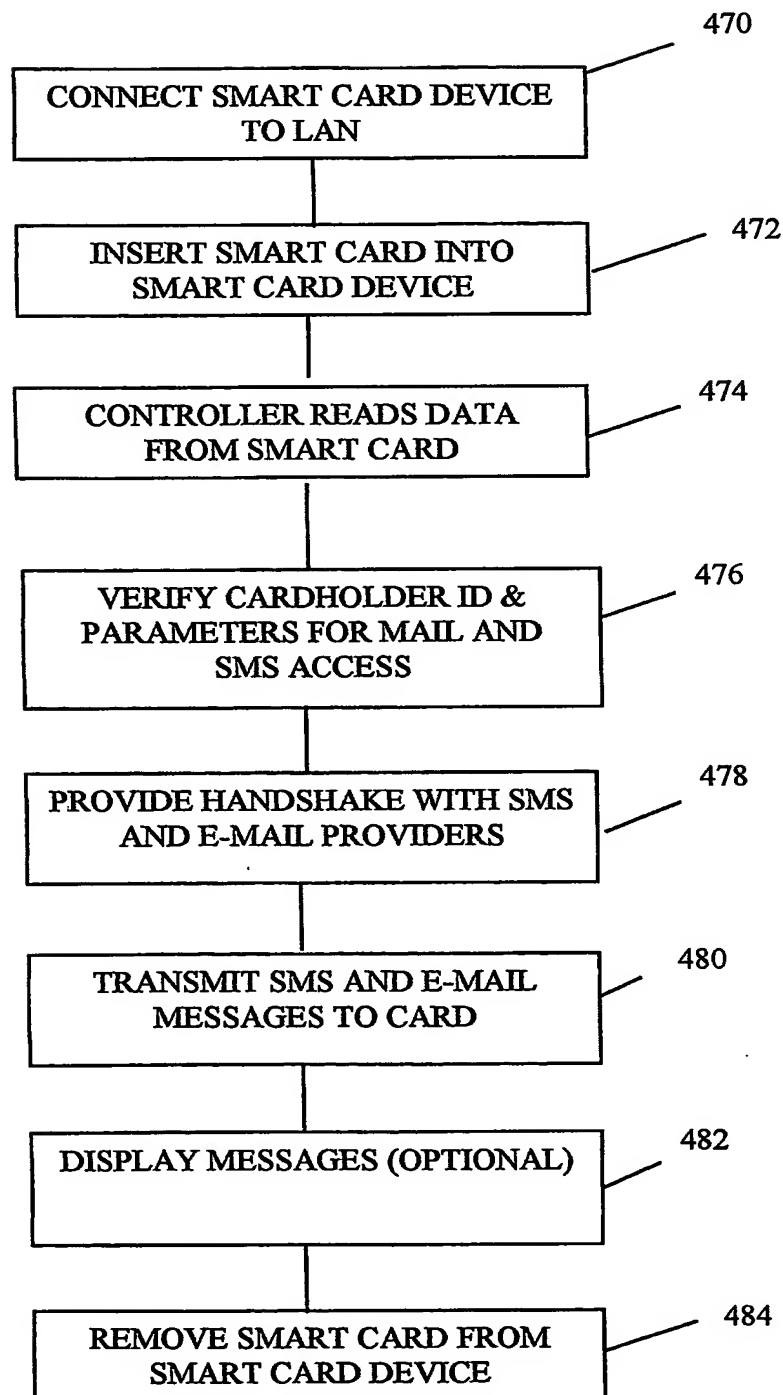 470
CONNECT SMART CARD DEVICE
TO LAN
472
INSERT SMART CARD INTO
SMART CARD DEVICE
474
CONTROLLER READS DATA
FROM SMART CARD
476
VERIFY CARDHOLDER ID &
PARAMETERS FOR MAIL AND
SMS ACCESS
478
PROVIDE HANDSHAKE WITH SMS
AND E-MAIL PROVIDERS
480
TRANSMIT SMS AND E-MAIL
MESSAGES TO CARD
482
DISPLAY MESSAGES (OPTIONAL)
484
REMOVE SMART CARD FROM
SMART CARD DEVICE